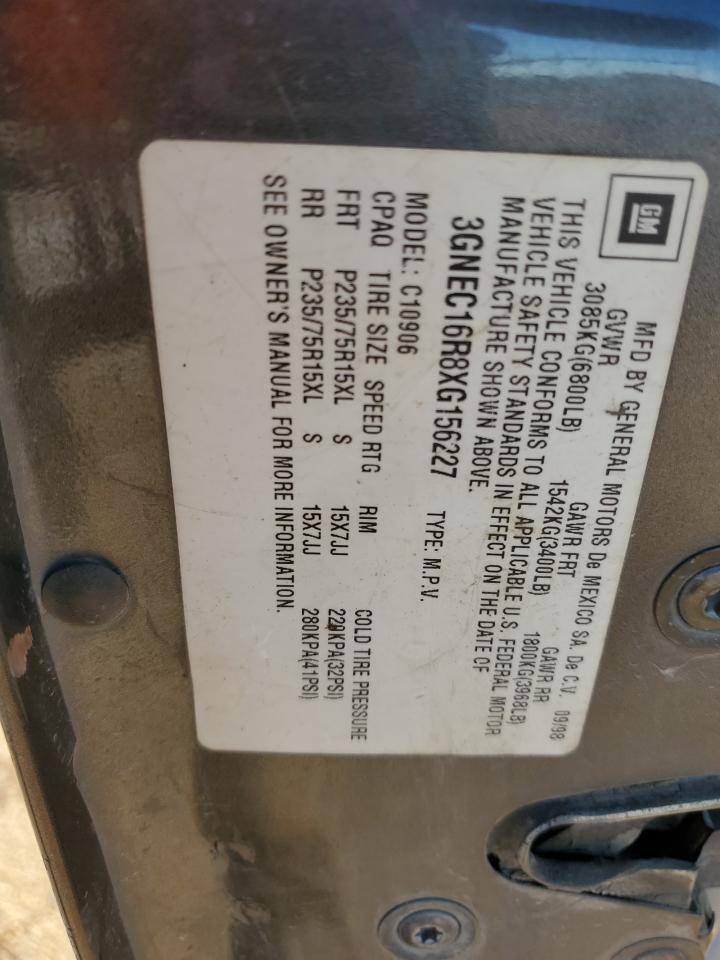 GM
MFD BY GENERAL MOTORS De MEXICO SA. De C.V. 09/98
GVWR GAWR FRT GAWR RR
3085KG(6800LB) 1542KG(3400LB) 1800KG(3968LB)
THIS VEHICLE CONFORMS TO ALL APPLICABLE U.S. FEDERAL MOTOR
VEHICLE SAFETY STANDARDS IN EFFECT ON THE DATE OF
MANUFACTURE SHOWN ABOVE.
3GNEC16R8XG156227 TYPE: M.P.V.
MODEL: C10906
CPAQ TIRE SIZE SPEED RTG RIM COLD TIRE PRESSURE
FRT P235/75R15XL S 15X7JJ 220KPA(32PSI)
RR P235/75R15XL S 15X7JJ 280KPA(41PSI)
SEE OWNER'S MANUAL FOR MORE INFORMATION.